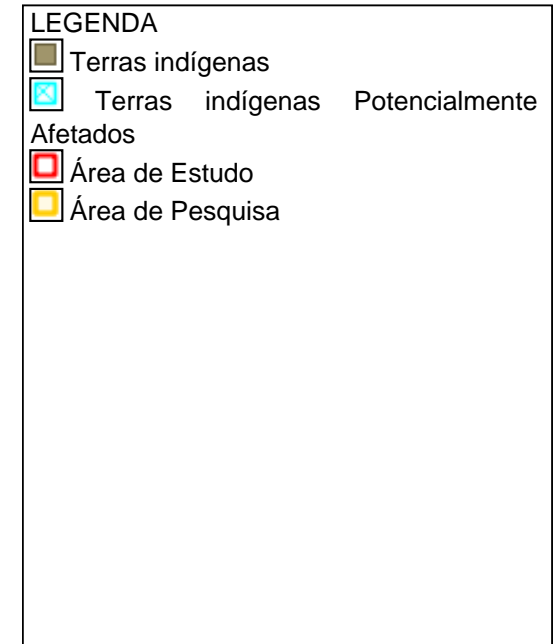 LEGENDA
Terras indígenas
Terras indígenas Potencialmente
Afetados
Área de Estudo
Área de Pesquisa